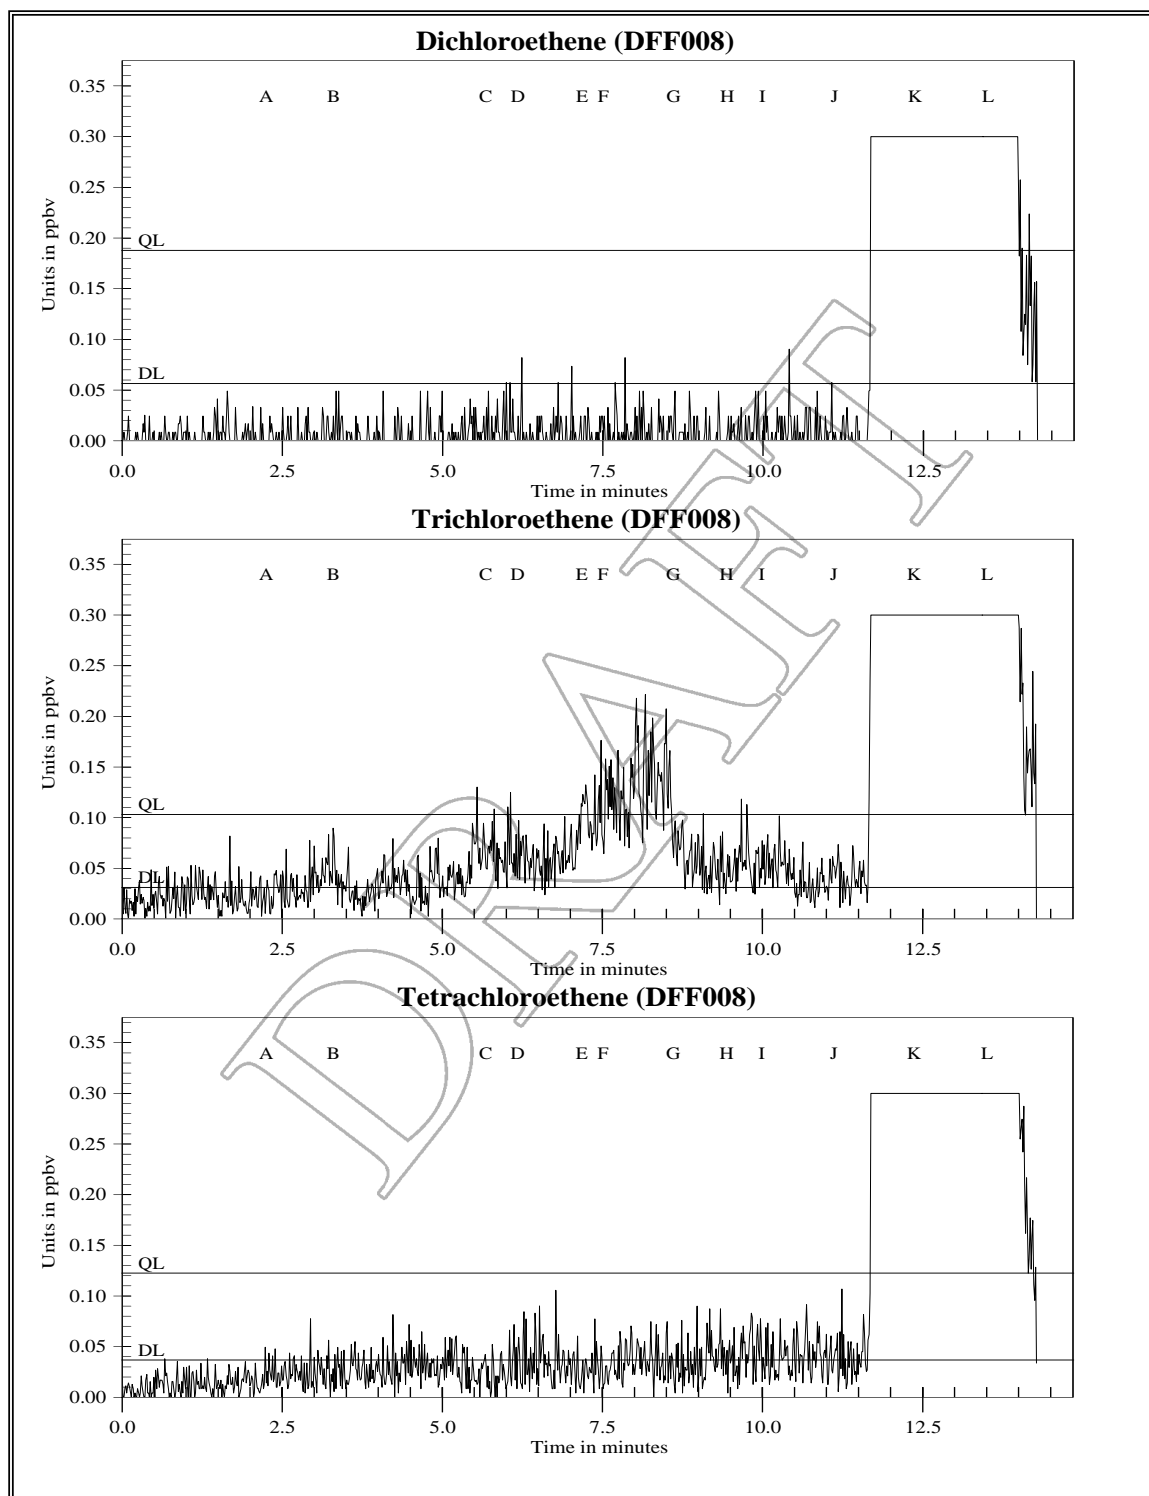 Dichloroethene (DFF008)
0.35
A B C D E F G H I J K L
0.30
0.25
Units in ppbv
0.20
QL
0.15
0.10
DL
0.05
0.00
0.0 2.5 5.0 7.5 10.0 12.5
Time in minutes
Trichloroethene (DFF008)
0.35
A B C D E F G H I J K L
0.30
0.25
Units in ppbv
0.20
0.15
QL
0.10
DL
0.05
0.00
0.0 2.5 5.0 7.5 10.0 12.5
Time in minutes
Tetrachloroethene (DFF008)
0.35
A B C D E F G H I J K L
0.30
0.25
Units in ppbv
0.20
0.15
QL
0.10
DL
0.05
0.00
0.0 2.5 5.0 7.5 10.0 12.5
Time in minutes
DRAFT